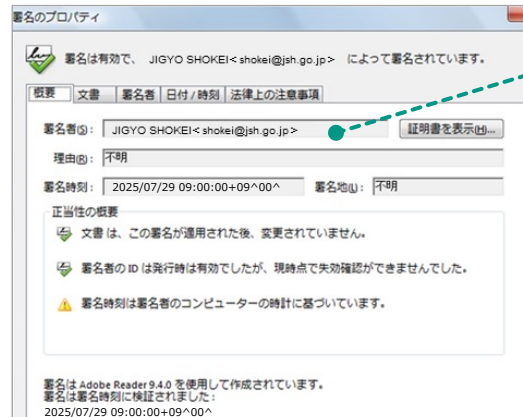 署名のプロパティ
署名は有効で、 JIGYO SHOKEI<shokei@jsh.go.jp> によって署名されています。
概要 文書 署名者 日付/時刻 法律上の注意事項
署名者(S): JIGYO SHOKEI<shokei@jsh.go.jp> 証明書を表示(H)...
理由(R): 不明
署名時刻: 2025/07/29 09:00:00+09^00^ 署名地(L): 不明
正当性の概要
文書 は、この署名が適用された後、変更されていません。
署名者の ID は発行時は有効でしたが、現時点で失効確認ができませんでした。
署名時刻は署名者のコンピューターの時計に基づいています。
署名は Adobe Reader 9.4.0 を使用して作成されています。
署名は署名時刻に検証されました:
2025/07/29 09:00:00+09^00^